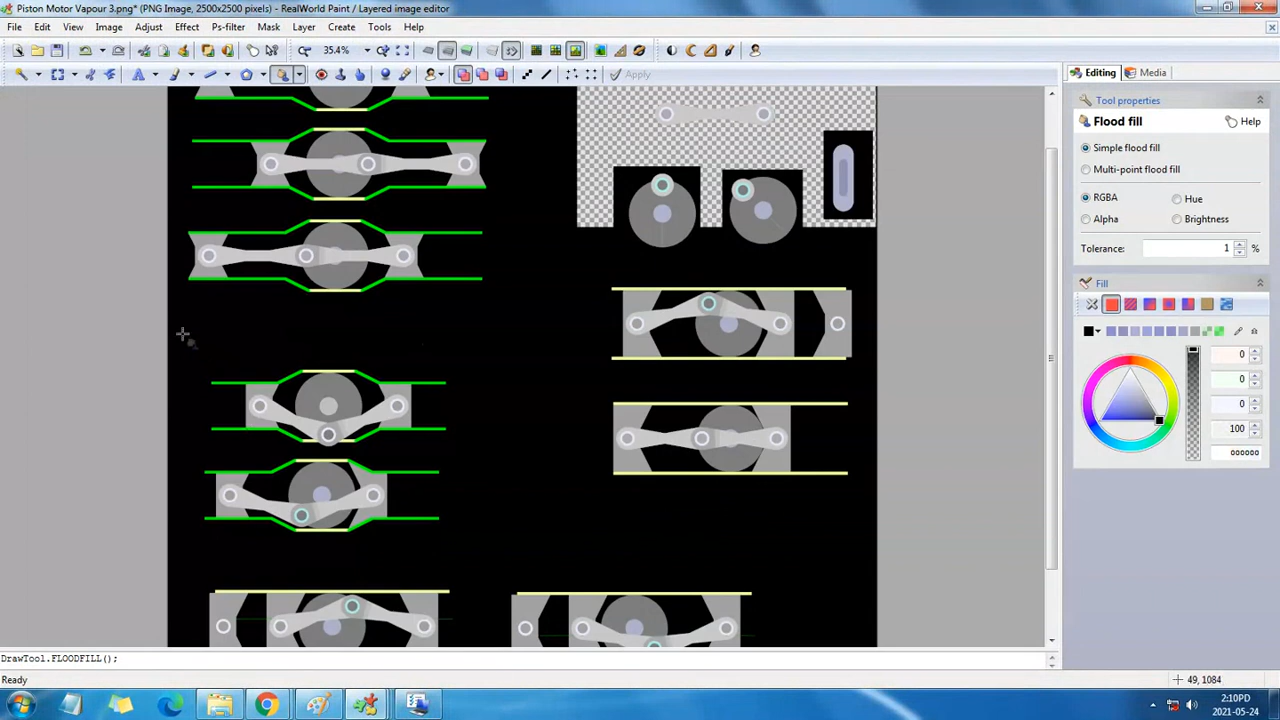 Piston Motor Vapour 3.png* (PNG Image, 2500x2500 pixels) - RealWorld Paint / Layered image editor
File Edit View Image Adjust Effect Ps-filter Mask Layer Create Tools Help
35.4%
Apply
Editing Media
Tool properties
Flood fill Help
Simple flood fill
Multi-point flood fill
RGBA Hue
Alpha Brightness
Tolerance: 1 %
Fill
0
0
0
100
000000
DrawTool.FLOODFILL();
Ready 49, 1084
2:10PD
2021-05-24